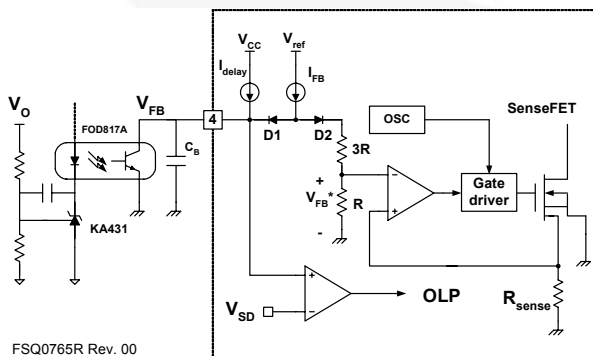 V_CC V_ref
I_delay I_FB
V_O V_FB 4 SenseFET
FOD817A D1 D2 OSC
C_B 3R
+ − Gate driver
V_FB* R +
-
KA431
+ OLP R_sense
V_SD −
FSQ0765R Rev. 00